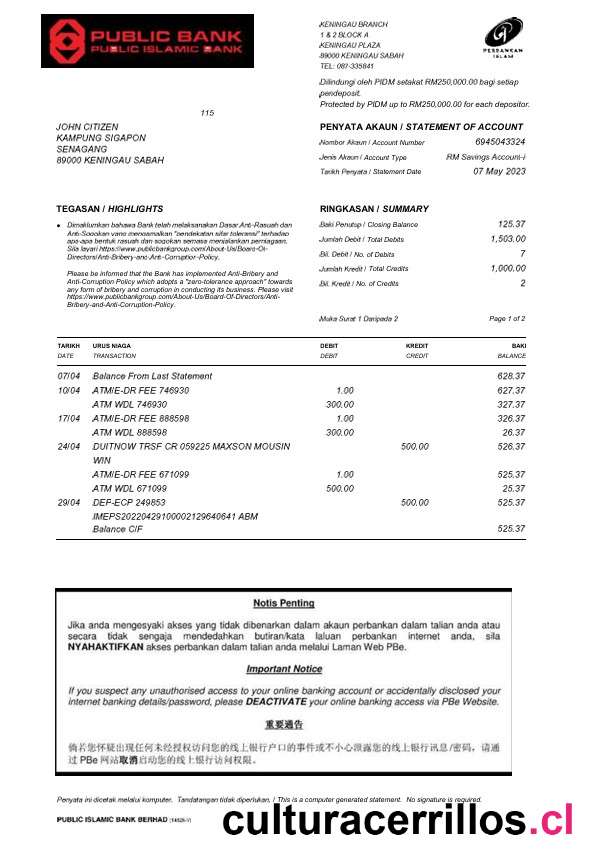 PUBLIC BANK
PUBLIC ISLAMIC BANK
KENINGAU BRANCH
1 & 2 BLOCK A
KENINGAU PLAZA
89000 KENINGAU SABAH
TEL: 087-335841
PERBANKAN
ISLAM
Dilindungi oleh PIDM setakat RM250,000.00 bagi setiap
pendeposit.
Protected by PIDM up to RM250,000.00 for each depositor.
115
JOHN CITIZEN
KAMPUNG SIGAPON
SENAGANG
89000 KENINGAU SABAH
PENYATA AKAUN / STATEMENT OF ACCOUNT
Nombor Akaun / Account Number 6945043324
Jenis Akaun / Account Type RM Savings Account-i
Tarikh Penyata / Statement Date 07 May 2023
TEGASAN / HIGHLIGHTS
• Dimaklumkan bahawa Bank telah melaksanakan Dasar Anti-Rasuah dan
Anti-Sogokan yang mengamalkan "pendekatan sifar toleransi" terhadap
apa-apa bentuk rasuah dan sogokan semasa menjalankan perniagaan.
Sila layari https://www.publicbankgroup.com/About-Us/Board-Of-
Directors/Anti-Bribery-and-Anti-Corruption-Policy.
Please be informed that the Bank has implemented Anti-Bribery and
Anti-Corruption Policy which adopts a "zero-tolerance approach" towards
any form of bribery and corruption in conducting its business. Please visit
https://www.publicbankgroup.com/About-Us/Board-Of-Directors/Anti-
Bribery-and-Anti-Corruption-Policy.
RINGKASAN / SUMMARY
Baki Penutup / Closing Balance 125.37
Jumlah Debit / Total Debits 1,503.00
Bil. Debit / No. of Debits 7
Jumlah Kredit / Total Credits 1,000.00
Bil. Kredit / No. of Credits 2
Muka Surat 1 Daripada 2 Page 1 of 2
TARIKH URUS NIAGA DEBIT KREDIT BAKI
DATE TRANSACTION DEBIT CREDIT BALANCE
07/04 Balance From Last Statement 628.37
10/04 ATM/E-DR FEE 746930 1.00 627.37
ATM WDL 746930 300.00 327.37
17/04 ATM/E-DR FEE 888598 1.00 326.37
ATM WDL 888598 300.00 26.37
24/04 DUITNOW TRSF CR 059225 MAXSON MOUSIN 500.00 526.37
WIN
ATM/E-DR FEE 671099 1.00 525.37
ATM WDL 671099 500.00 25.37
29/04 DEP-ECP 249853 500.00 525.37
IMEPS20220429100002129640641 ABM
Balance C/F 525.37
Notis Penting
Jika anda mengesyaki akses yang tidak dibenarkan dalam akaun perbankan dalam talian anda atau
secara tidak sengaja mendedahkan butiran/kata laluan perbankan internet anda, sila
NYAHAKTIFKAN akses perbankan dalam talian anda melalui Laman Web PBe.
Important Notice
If you suspect any unauthorised access to your online banking account or accidentally disclosed your
internet banking details/password, please DEACTIVATE your online banking access via PBe Website.
重要通告
倘若您怀疑出现任何未经授权访问您的线上银行户口的事件或不小心泄露您的线上银行讯息/密码，请通
过 PBe 网站取消启动您的线上银行访问权限。
Penyata ini dicetak melalui komputer. Tandatangan tidak diperlukan. / This is a computer generated statement. No signature is required.
PUBLIC ISLAMIC BANK BERHAD (14328-V)
culturacerrillos.cl